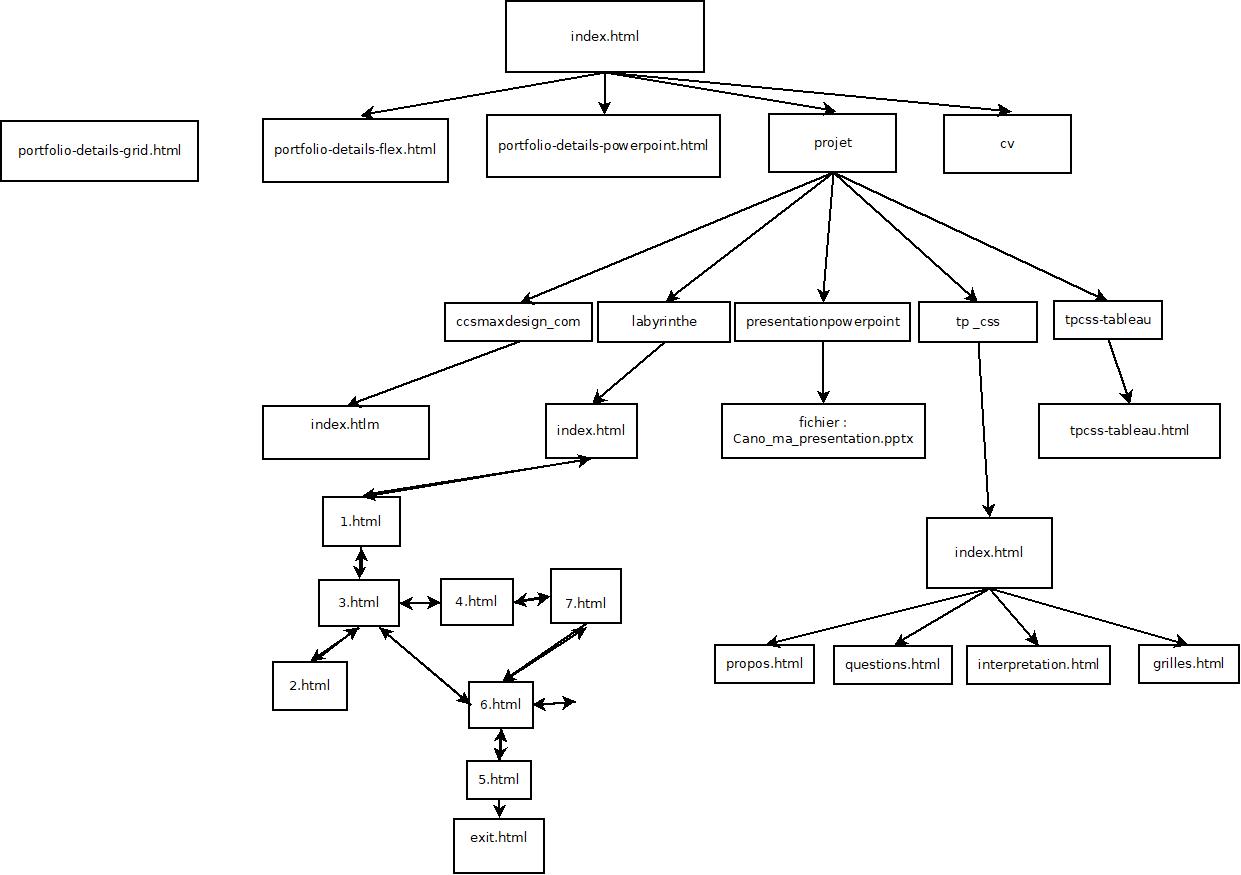 index.html
portfolio-details-grid.html
portfolio-details-flex.html
portfolio-details-powerpoint.html
projet
cv
ccsmaxdesign_com
labyrinthe
presentationpowerpoint
tp _css
tpcss-tableau
index.htlm
index.html
fichier :
Cano_ma_presentation.pptx
tpcss-tableau.html
1.html
index.html
3.html
4.html
7.html
2.html
6.html
propos.html
questions.html
interpretation.html
grilles.html
5.html
exit.html